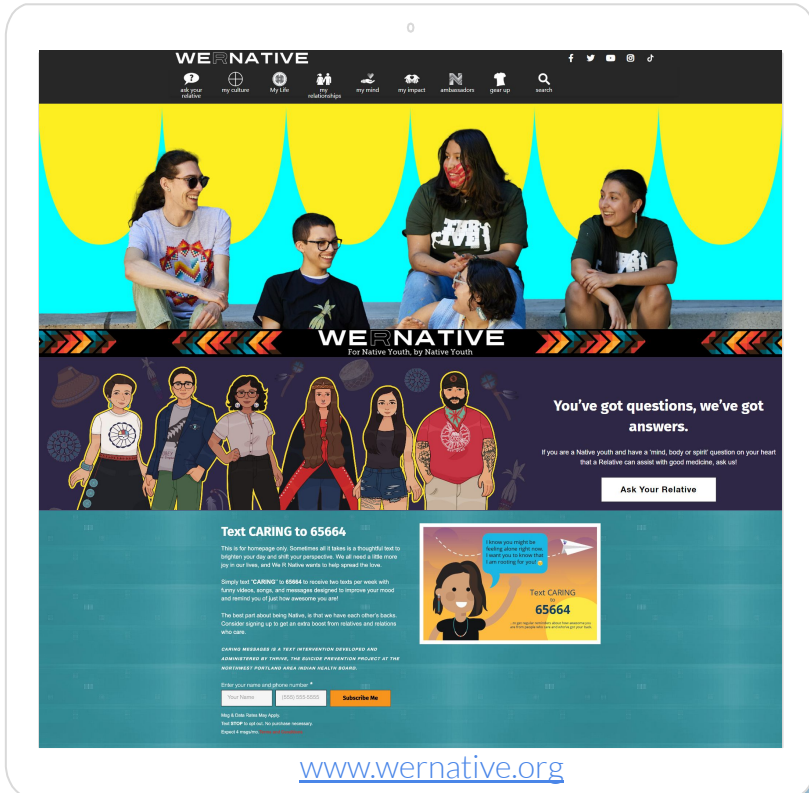 WERNATIVE
ask your
relative
my culture
My Life
my
relationships
my mind
my impact
ambassadors
gear up
search
WERNATIVE
For Native Youth, by Native Youth
You've got questions, we've got
answers.
If you are a Native youth and have a 'mind, body or spirit' question on your heart
that a Relative can assist with good medicine, ask us!
Ask Your Relative
Text CARING to 65664
This is for homepage only. Sometimes all it takes is a thoughtful text to
brighten your day and shift your perspective. We all need a little more
joy in our lives, and We R Native wants to help spread the love.
Simply text "CARING" to 65664 to receive two texts per week with
funny videos, songs, and messages designed to improve your mood
and remind you of just how awesome you are!
The best part about being Native, is that we have each other's backs.
Consider signing up to get an extra boost from relatives and relations
who care.
CARING MESSAGES IS A TEXT INTERVENTION DEVELOPED AND
ADMINISTERED BY THRIVE, THE SUICIDE PREVENTION PROJECT AT THE
NORTHWEST PORTLAND AREA INDIAN HEALTH BOARD.
Enter your name and phone number *
Your Name
(555) 555-5555
Subscribe Me
Msg & Data Rates May Apply.
Text STOP to opt out. No purchase necessary.
Expect 4 msgs/mo
I know you might be
feeling alone right now.
I want you to know that
I am rooting for you!
Text CARING
to
65664
www.wernative.org